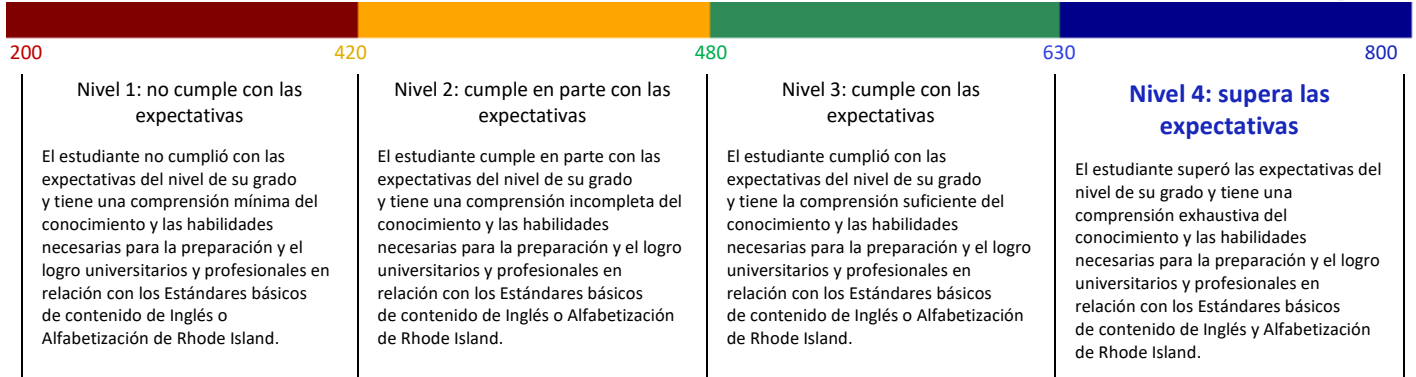 200
420
480
630
800
Nivel 1: no cumple con las
expectativas
El estudiante no cumplió con las
expectativas del nivel de su grado
y tiene una comprensión mínima del
conocimiento y las habilidades
necesarias para la preparación y el
logro universitarios y profesionales en
relación con los Estándares básicos
de contenido de Inglés o
Alfabetización de Rhode Island.
Nivel 2: cumple en parte con las
expectativas
El estudiante cumple en parte con las
expectativas del nivel de su grado
y tiene una comprensión incompleta del
conocimiento y las habilidades
necesarias para la preparación y el logro
universitarios y profesionales en
relación con los Estándares básicos
de contenido de Inglés o Alfabetización
de Rhode Island.
Nivel 3: cumple con las
expectativas
El estudiante cumplió con las
expectativas del nivel de su grado
y tiene la comprensión suficiente del
conocimiento y las habilidades
necesarias para la preparación y el logro
universitarios y profesionales en
relación con los Estándares básicos
de contenido de Inglés o Alfabetización
de Rhode Island.
Nivel 4: supera las
expectativas
El estudiante superó las expectativas del
nivel de su grado y tiene una
comprensión exhaustiva del
conocimiento y las habilidades
necesarias para la preparación y el logro
universitarios y profesionales en
relación con los Estándares básicos
de contenido de Inglés y Alfabetización
de Rhode Island.